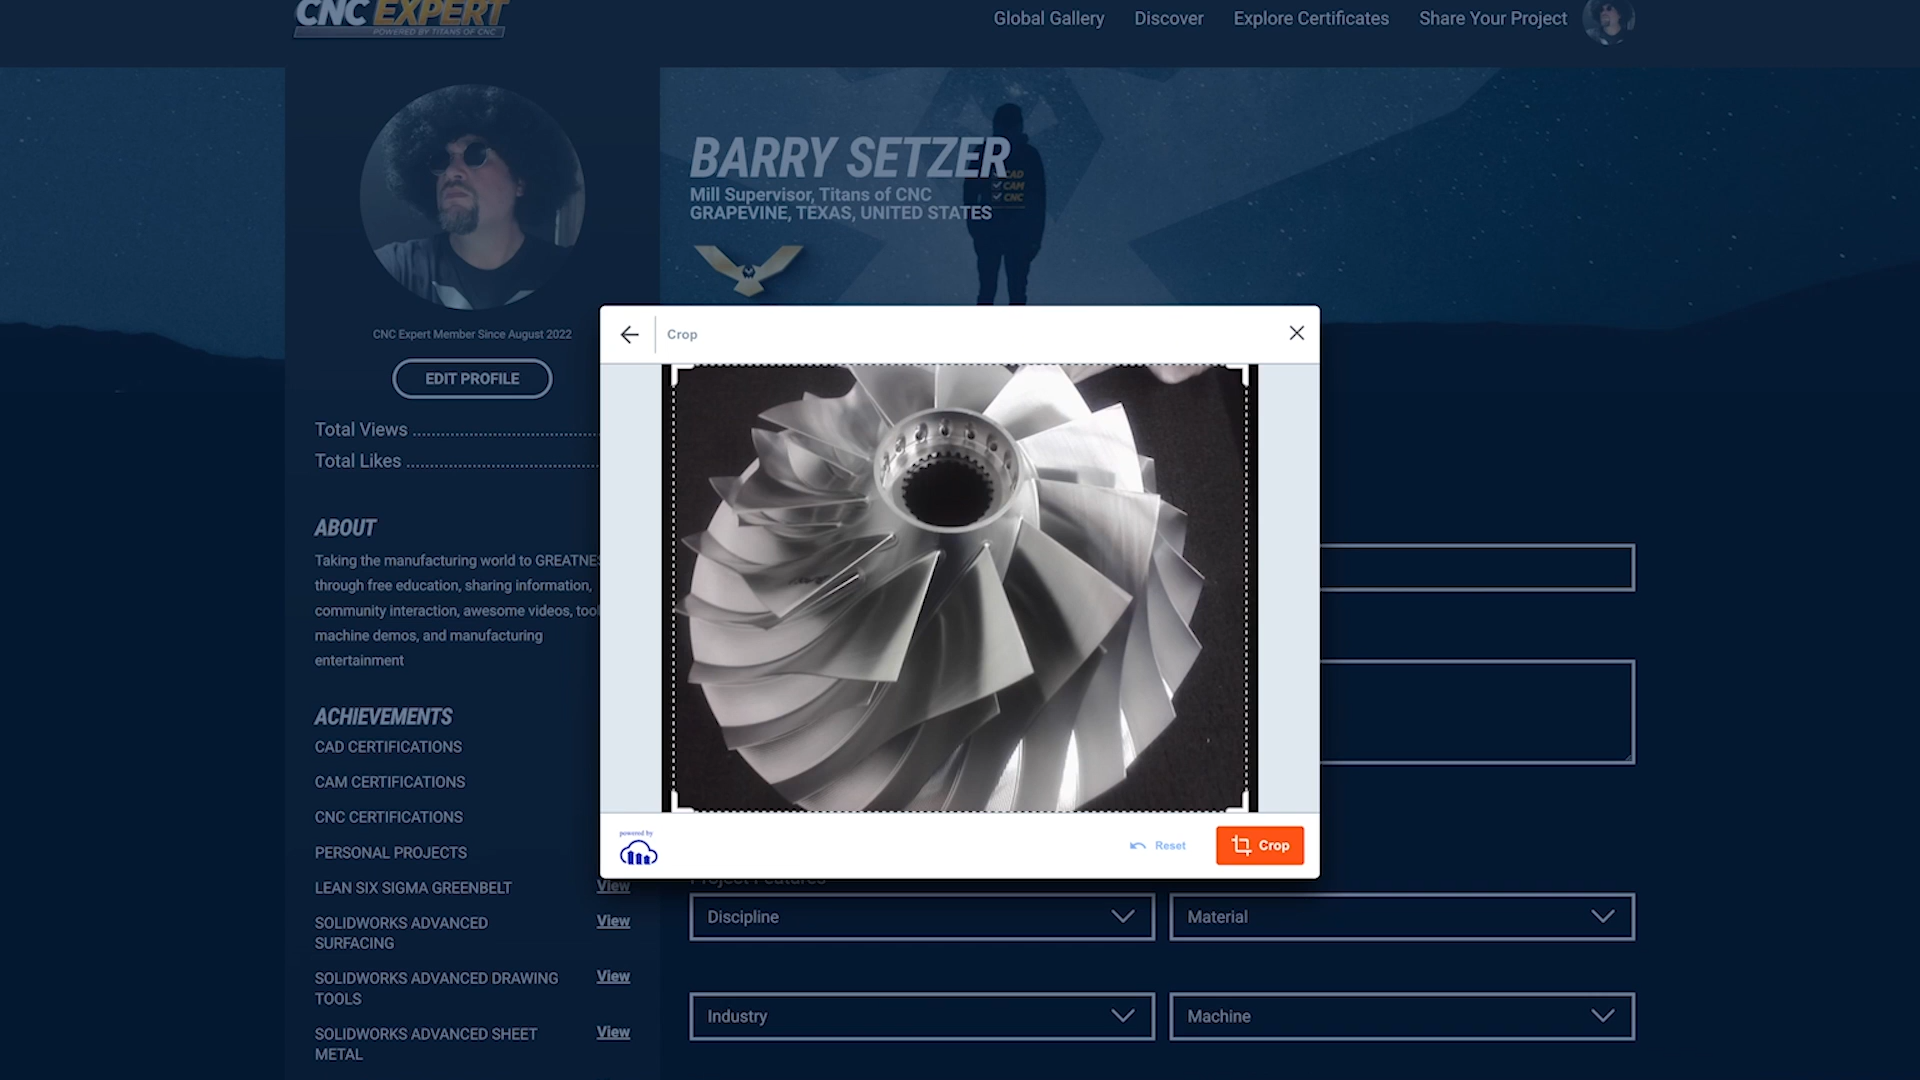 CNC EXPERT
POWERED BY TITANS OF CNC
Global Gallery
Discover
Explore Certificates
Share Your Project
BARRY SETZER
Mill Supervisor, Titans of CNC
GRAPEVINE, TEXAS, UNITED STATES
CAD
CAM
CNC
CNC Expert Member Since August 2022
EDIT PROFILE
Total Views
Total Likes
ABOUT
Taking the manufacturing world to GREATNES
through free education, sharing information,
community interaction, awesome videos, tool
machine demos, and manufacturing
entertainment
ACHIEVEMENTS
CAD CERTIFICATIONS
CAM CERTIFICATIONS
CNC CERTIFICATIONS
PERSONAL PROJECTS
LEAN SIX SIGMA GREENBELT View
SOLIDWORKS ADVANCED View
SURFACING
SOLIDWORKS ADVANCED DRAWING View
TOOLS
SOLIDWORKS ADVANCED SHEET View
METAL
Crop
powered by
Reset
Crop
Project Features
Discipline
Material
Industry
Machine